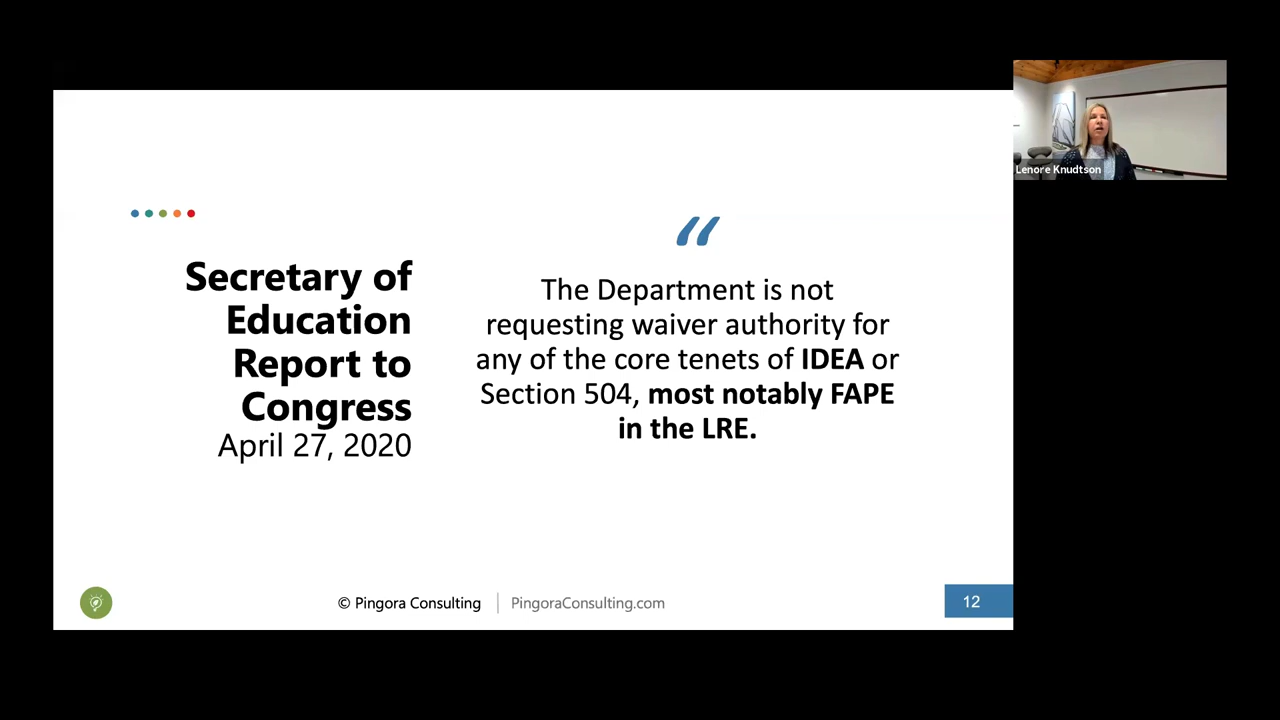 Secretary of
Education
Report to
Congress
April 27, 2020
“
The Department is not
requesting waiver authority for
any of the core tenets of IDEA or
Section 504, most notably FAPE
in the LRE.
© Pingora Consulting
PingoraConsulting.com
12
Lenore Knudtson